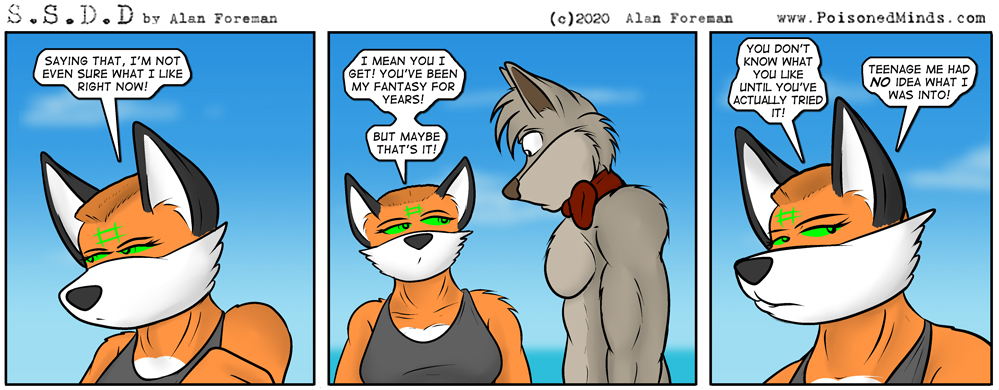 S.S.D.D by Alan Foreman (c)2020 Alan Foreman www.PoisonedMinds.com
SAYING THAT, I'M NOT
EVEN SURE WHAT I LIKE
RIGHT NOW!
I MEAN YOU I
GET! YOU'VE BEEN
MY FANTASY FOR
YEARS!
BUT MAYBE
THAT'S IT!
YOU DON'T
KNOW WHAT
YOU LIKE
UNTIL YOU'VE
ACTUALLY TRIED
IT!
TEENAGE ME HAD
NO IDEA WHAT I
WAS INTO!